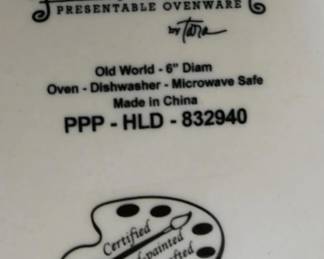 PRESENTABLE OVENWARE
by Tara
Old World - 6" Diam
Oven - Dishwasher - Microwave Safe
Made in China
PPP - HLD - 832940
Certified
-painted